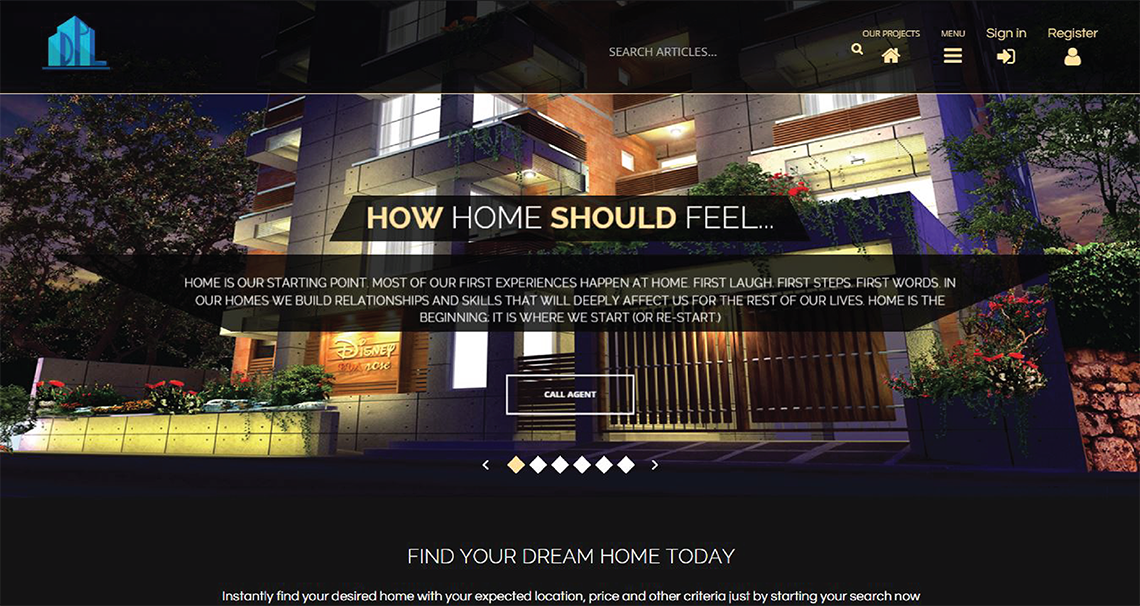 DPL
SEARCH ARTICLES...
OUR PROJECTS
MENU
Sign in
Register
HOW HOME SHOULD FEEL...
HOME IS OUR STARTING POINT. MOST OF OUR FIRST EXPERIENCES HAPPEN AT HOME. FIRST LAUGH. FIRST STEPS. FIRST WORDS. IN
OUR HOMES WE BUILD RELATIONSHIPS AND SKILLS THAT WILL DEEPLY AFFECT US FOR THE REST OF OUR LIVES. HOME IS THE
BEGINNING. IT IS WHERE WE START (OR RE-START.)
DISNEY
ROSE
CALL AGENT
FIND YOUR DREAM HOME TODAY
Instantly find your desired home with your expected location, price and other criteria just by starting your search now